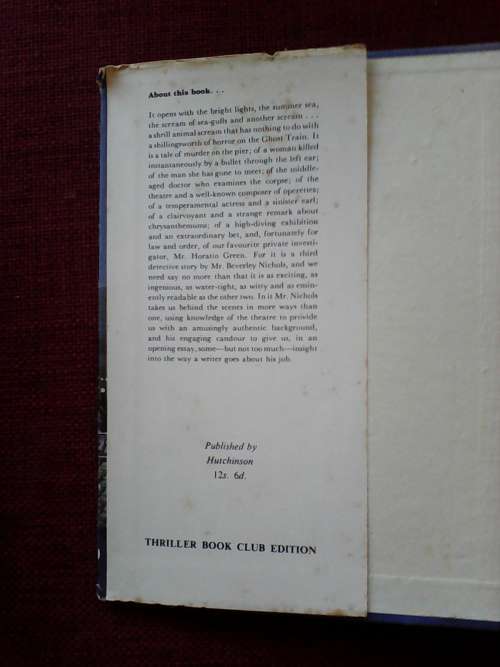 About this book. . .
It opens with the bright lights, the summer sea,
the scream of sea-gulls and another scream . . .
a shrill animal scream that has nothing to do with
a shillingsworth of horror on the Ghost Train. It
is a tale of murder on the pier; of a woman killed
instantaneously by a bullet through the left ear;
of the man she has gone to meet; of the middle-
aged doctor who examines the corpse; of the
theatre and a well-known composer of operettes;
of a temperamental actress and a sinister earl;
of a clairvoyant and a strange remark about
chrysanthemums; of a high-diving exhibition
and an extraordinary bet, and, fortunately for
law and order, of our favourite private investi-
gator, Mr. Horatio Green. For it is a third
detective story by Mr. Beverley Nichols, and we
need say no more than that it is as exciting, as
ingenious, as water-tight, as witty and as emin-
ently readable as the other two. In it Mr. Nichols
takes us behind the scenes in more ways than
one, using knowledge of the theatre to provide
us with an amusingly authentic background,
and his engaging candour to give us, in an
opening essay, some—but not too much—insight
into the way a writer goes about his job.
Published by
Hutchinson
12s. 6d.
THRILLER BOOK CLUB EDITION